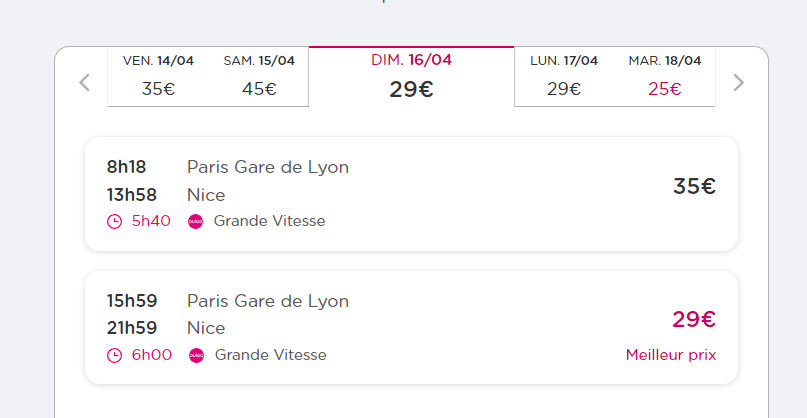 VEN. 14/04 SAM. 15/04 DIM. 16/04 LUN. 17/04 MAR. 18/04
35€ 45€ 29€ 29€ 25€
8h18 Paris Gare de Lyon
13h58 Nice 35€
5h40 ouigo Grande Vitesse
15h59 Paris Gare de Lyon
21h59 Nice 29€
6h00 ouigo Grande Vitesse Meilleur prix